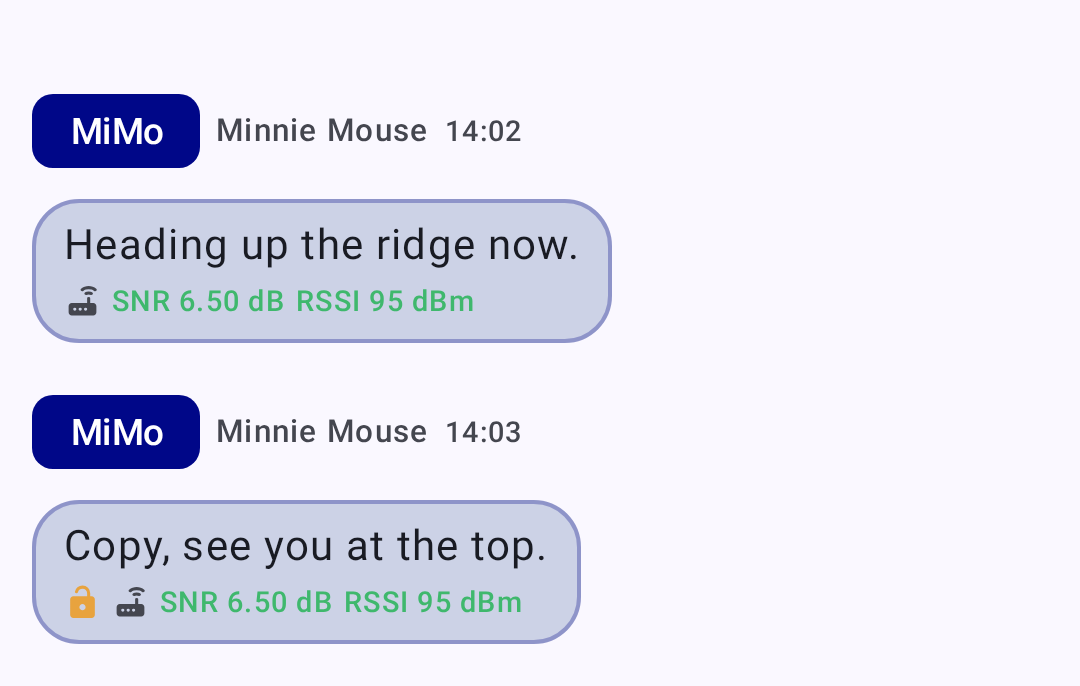 MiMo Minnie Mouse 14:02
Heading up the ridge now.
SNR 6.50 dB RSSI 95 dBm
MiMo Minnie Mouse 14:03
Copy, see you at the top.
SNR 6.50 dB RSSI 95 dBm